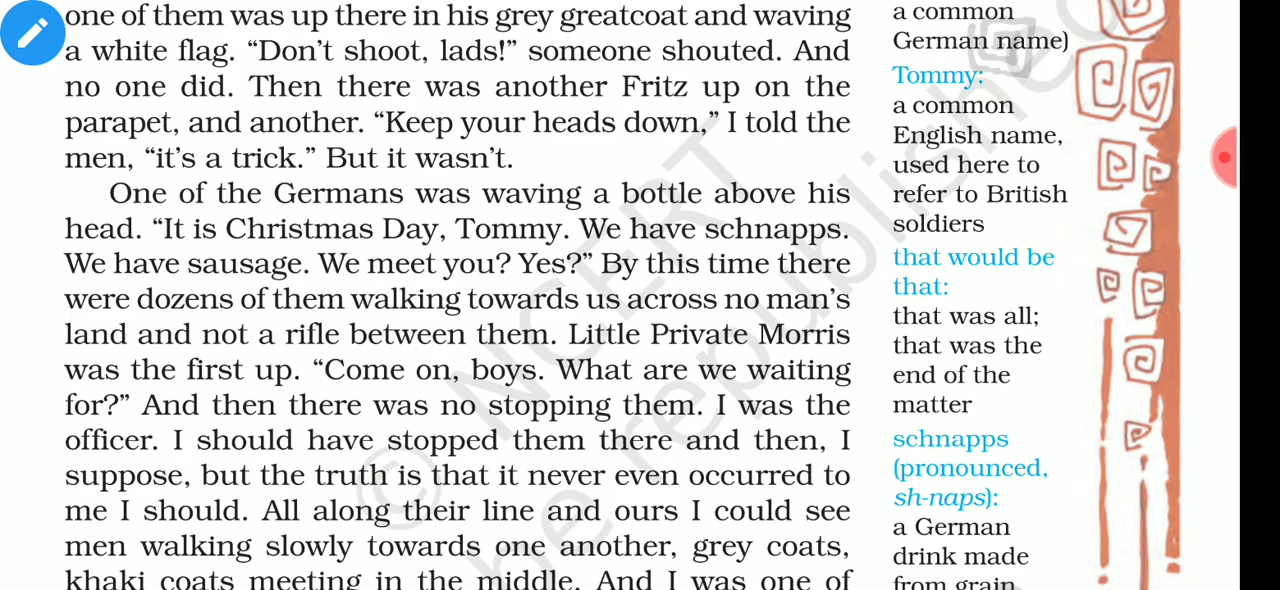 one of them was up there in his grey greatcoat and waving
a white flag. “Don’t shoot, lads!” someone shouted. And
no one did. Then there was another Fritz up on the
parapet, and another. “Keep your heads down,” I told the
men, “it’s a trick.” But it wasn’t.
One of the Germans was waving a bottle above his
head. “It is Christmas Day, Tommy. We have schnapps.
We have sausage. We meet you? Yes?” By this time there
were dozens of them walking towards us across no man’s
land and not a rifle between them. Little Private Morris
was the first up. “Come on, boys. What are we waiting
for?” And then there was no stopping them. I was the
officer. I should have stopped them there and then, I
suppose, but the truth is that it never even occurred to
me I should. All along their line and ours I could see
men walking slowly towards one another, grey coats,
khaki coats meeting in the middle. And I was one of
a common
German name)
Tommy:
a common
English name,
used here to
refer to British
soldiers
that would be
that:
that was all;
that was the
end of the
matter
schnapps
(pronounced,
sh-naps):
a German
drink made
from grain
© NCERT
be republished